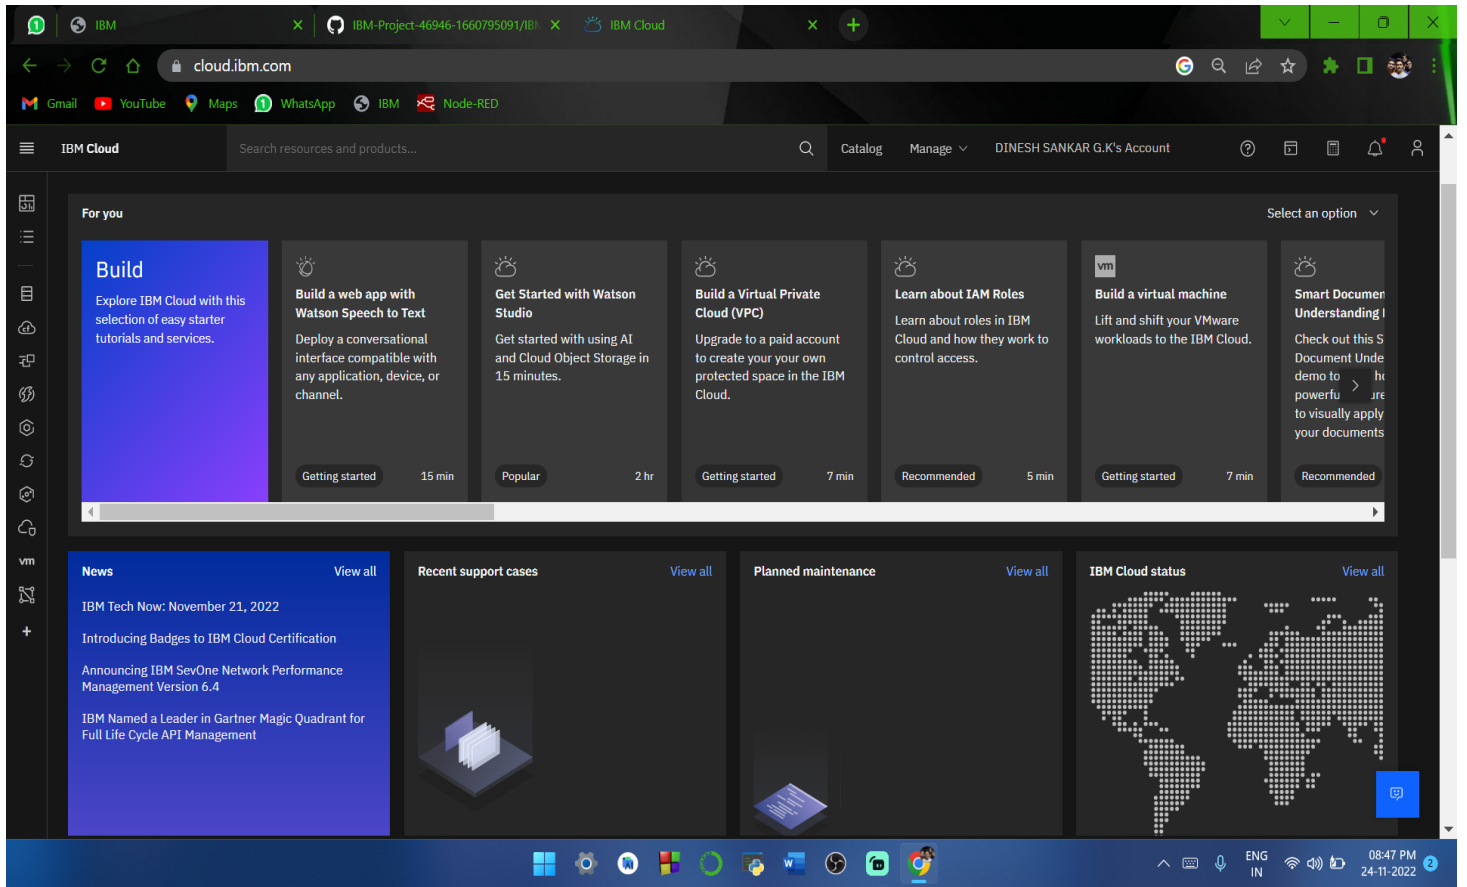 1
IBM
IBM-Project-46946-1660795091/IBM
IBM Cloud
cloud.ibm.com
Gmail
YouTube
Maps
WhatsApp
IBM
Node-RED
IBM Cloud
Search resources and products...
Catalog
Manage
DINESH SANKAR G.K's Account
For you
Select an option
Build
Explore IBM Cloud with this
selection of easy starter
tutorials and services.
Build a web app with
Watson Speech to Text
Deploy a conversational
interface compatible with
any application, device, or
channel.
Getting started
15 min
Get Started with Watson
Studio
Get started with using AI
and Cloud Object Storage in
15 minutes.
Popular
2 hr
Build a Virtual Private
Cloud (VPC)
Upgrade to a paid account
to create your your own
protected space in the IBM
Cloud.
Getting started
7 min
Learn about IAM Roles
Learn about roles in IBM
Cloud and how they work to
control access.
Recommended
5 min
vm
Build a virtual machine
Lift and shift your VMware
workloads to the IBM Cloud.
Getting started
7 min
Smart Documen
Understanding
Check out this S
Document Unde
demo to
powerfu
to visually apply
your documents
Recommended
vm
News
View all
IBM Tech Now: November 21, 2022
Introducing Badges to IBM Cloud Certification
Announcing IBM SevOne Network Performance
Management Version 6.4
IBM Named a Leader in Gartner Magic Quadrant for
Full Life Cycle API Management
Recent support cases
View all
Planned maintenance
View all
IBM Cloud status
View all
ENG
IN
08:47 PM
24-11-2022
2